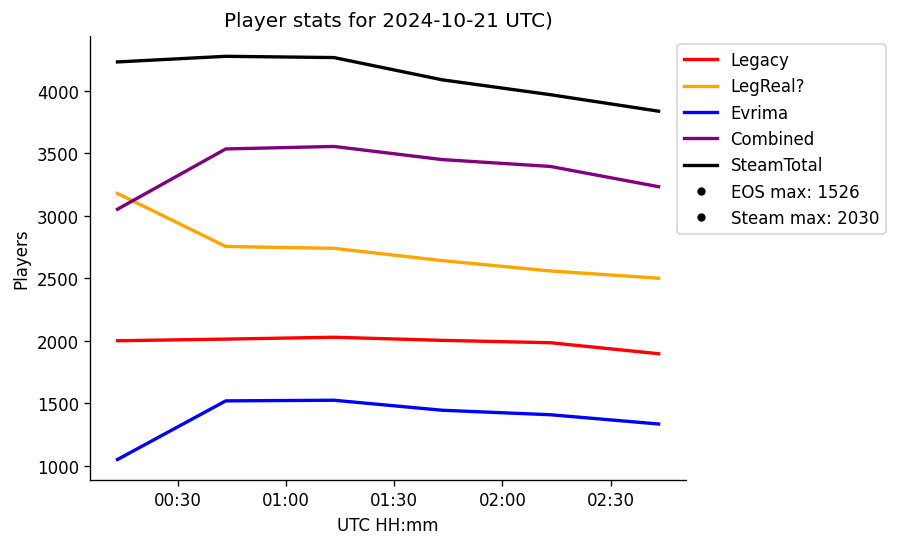 Player stats for 2024-10-21 UTC)
Legacy
LegReal?
Evrima
Combined
SteamTotal
EOS max: 1526
Steam max: 2030
Players
4000
3500
3000
2500
2000
1500
1000
00:30 01:00 01:30 02:00 02:30
UTC HH:mm